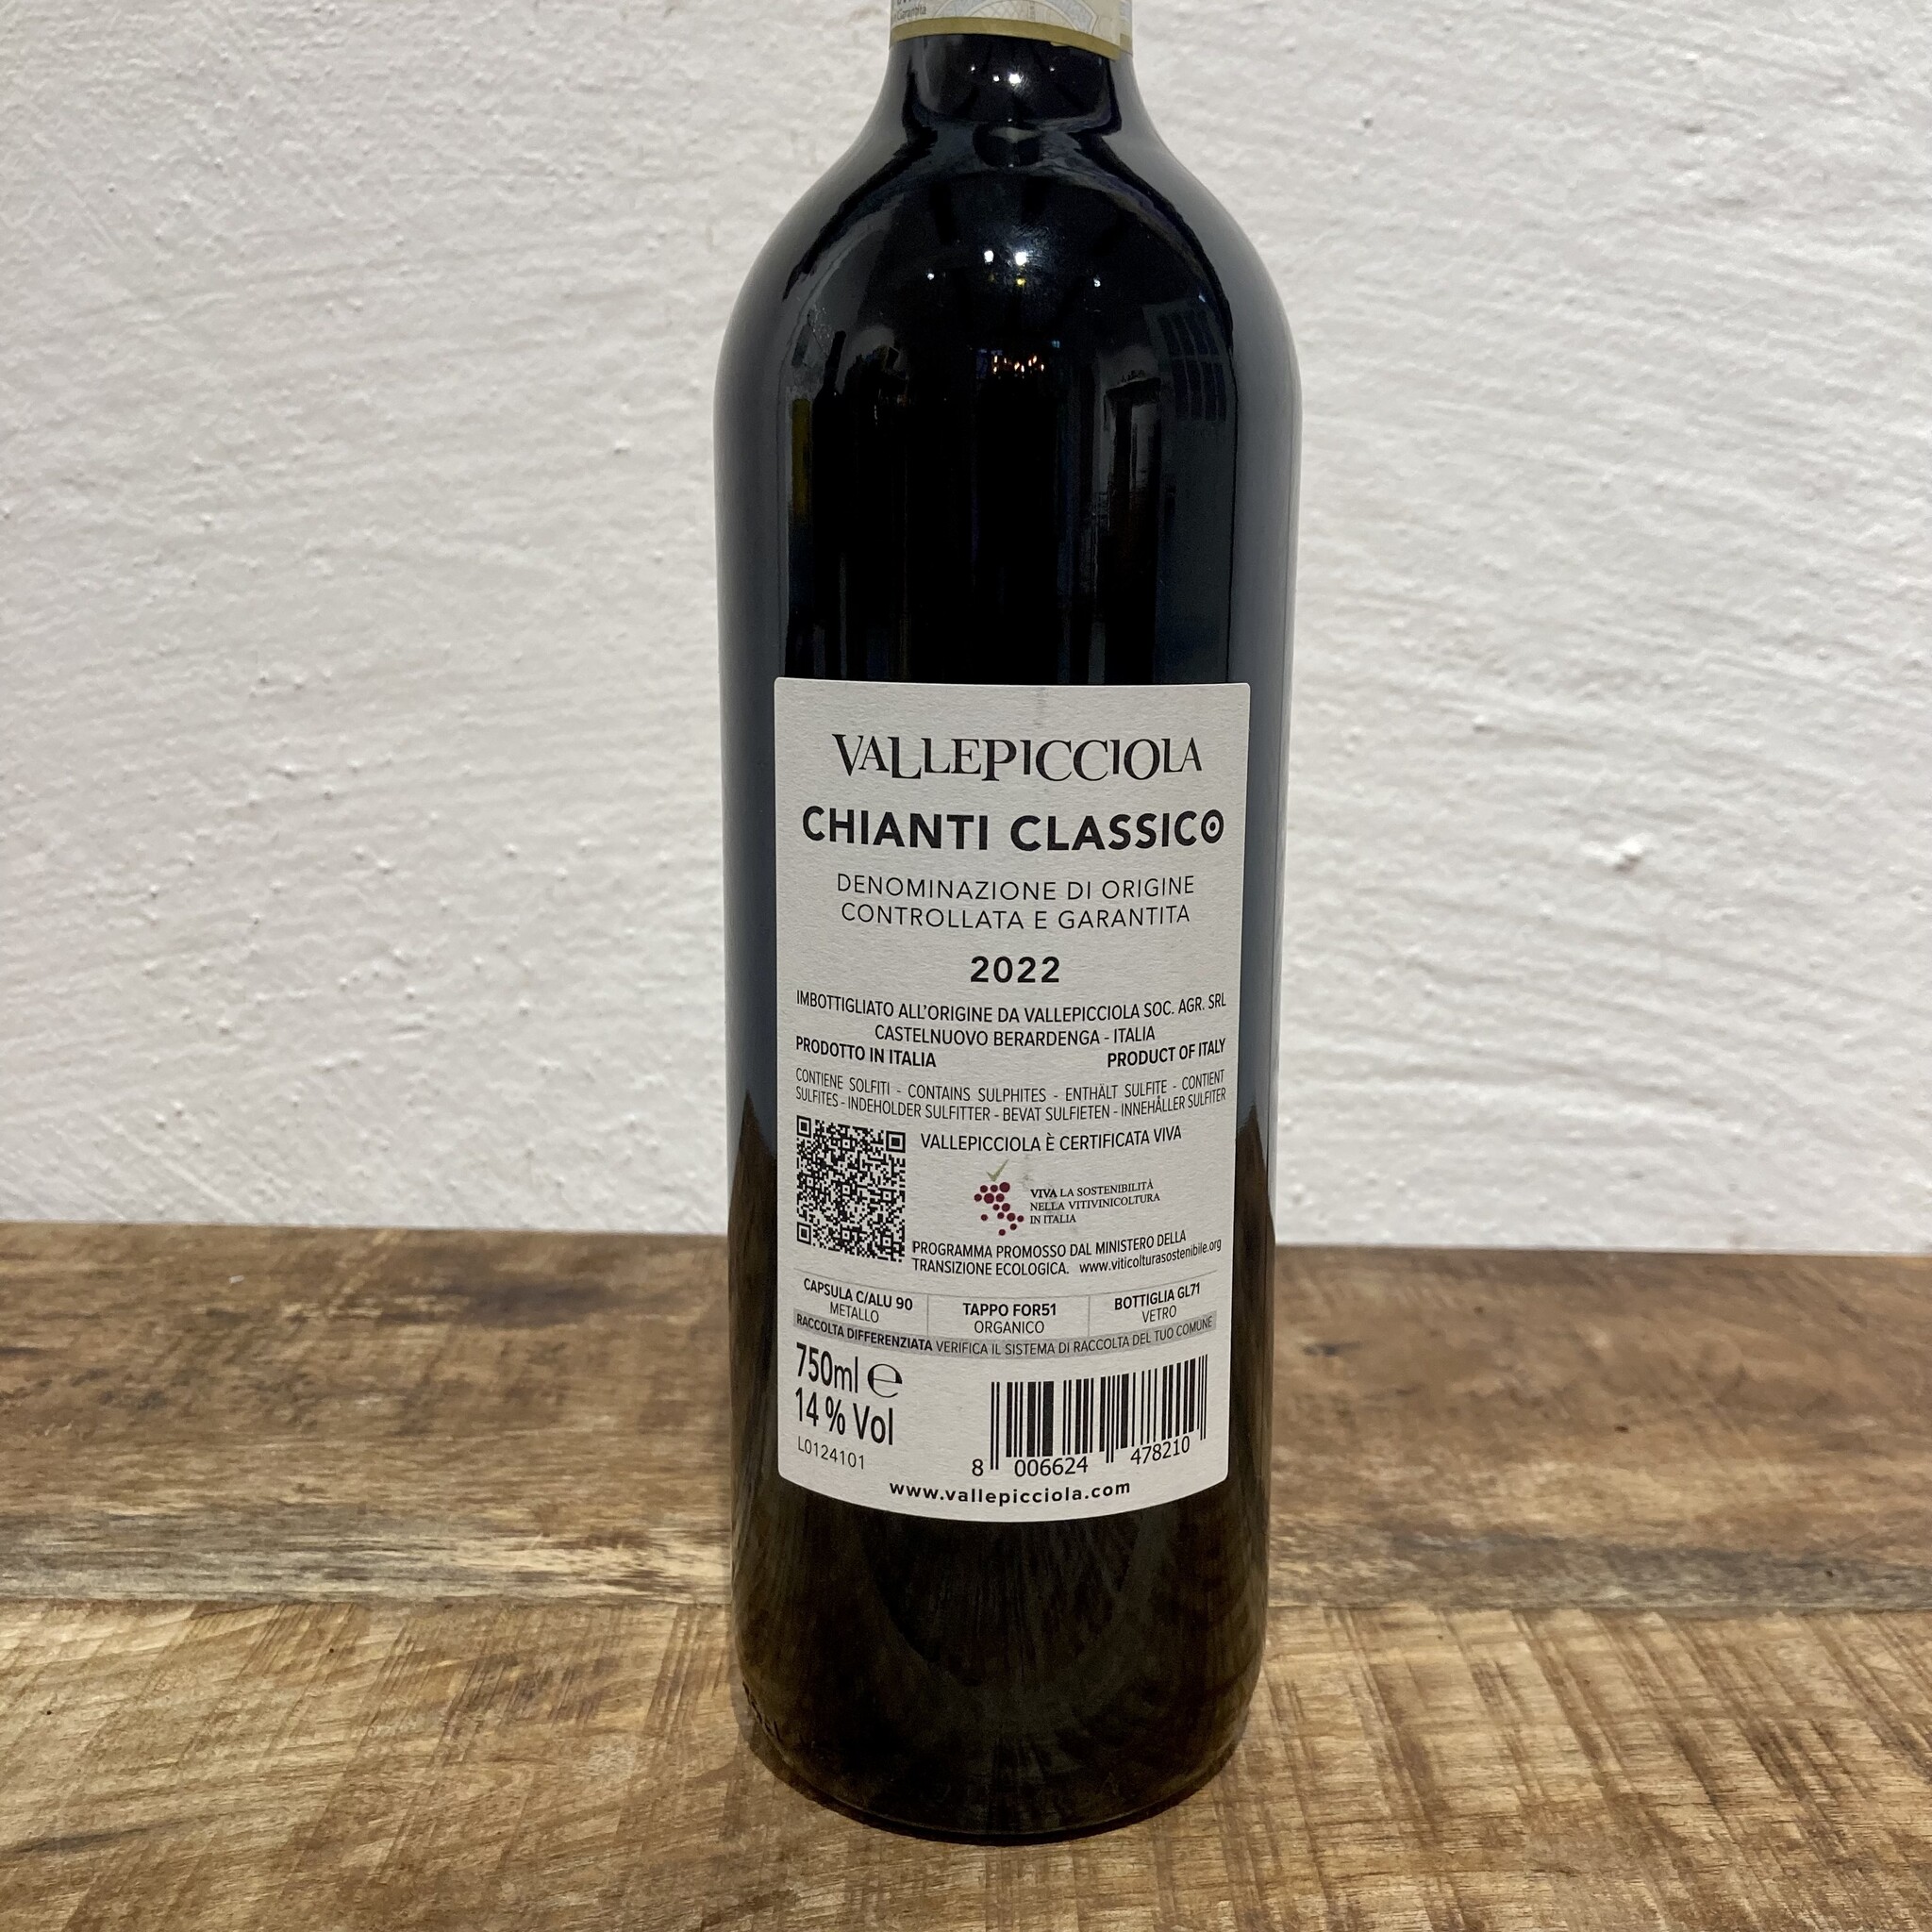 Garantita
VALLEPICCIOLA
CHIANTI CLASSICO
DENOMINAZIONE DI ORIGINE
CONTROLLATA E GARANTITA
2022
IMBOTTIGLIATO ALL'ORIGINE DA VALLEPICCIOLA SOC. AGR. SRL
CASTELNUOVO BERARDENGA - ITALIA
PRODOTTO IN ITALIA PRODUCT OF ITALY
CONTIENE SOLFITI - CONTAINS SULPHITES - ENTHÄLT SULFITE - CONTIENT
SULFITES - INDEHOLDER SULFITTER - BEVAT SULFIETEN - INNEHÅLLER SULFITER
VALLEPICCIOLA È CERTIFICATA VIVA
VIVA LA SOSTENIBILITÀ
NELLA VITIVINICOLTURA
IN ITALIA
PROGRAMMA PROMOSSO DAL MINISTERO DELLA
TRANSIZIONE ECOLOGICA. www.viticolturasostenibile.org
CAPSULA C/ALU 90
METALLO
TAPPO FOR51
ORGANICO
BOTTIGLIA GL71
VETRO
RACCOLTA DIFFERENZIATA VERIFICA IL SISTEMA DI RACCOLTA DEL TUO COMUNE
750ml e
14 % Vol
L0124101
8 006624 478210
www.vallepicciola.com